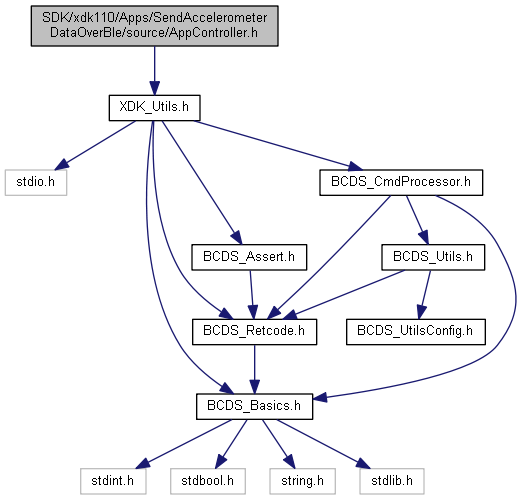 SDK/xdk110/Apps/SendAccelerometer
DataOverBle/source/AppController.h
XDK_Utils.h
stdio.h
BCDS_CmdProcessor.h
BCDS_Assert.h
BCDS_Utils.h
BCDS_Retcode.h
BCDS_UtilsConfig.h
BCDS_Basics.h
stdint.h
stdbool.h
string.h
stdlib.h